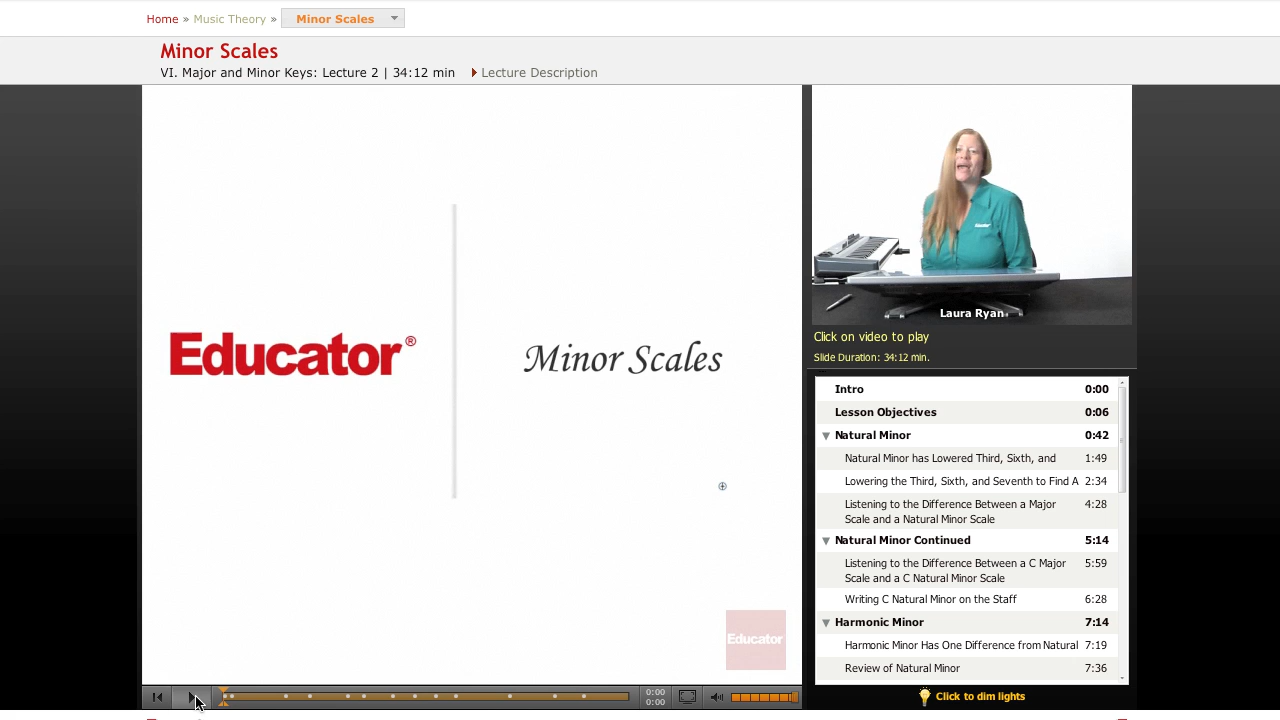 Home » Music Theory » Minor Scales
Minor Scales
VI. Major and Minor Keys: Lecture 2 | 34:12 min Lecture Description
Educator®
Minor Scales
Educator
Educator
Laura Ryan
Click on video to play
Slide Duration: 34:12 min.
Intro 0:00
Lesson Objectives 0:06
Natural Minor 0:42
Natural Minor has Lowered Third, Sixth, and 1:49
Lowering the Third, Sixth, and Seventh to Find A 2:34
Listening to the Difference Between a Major 4:28
Scale and a Natural Minor Scale
Natural Minor Continued 5:14
Listening to the Difference Between a C Major 5:59
Scale and a C Natural Minor Scale
Writing C Natural Minor on the Staff 6:28
Harmonic Minor 7:14
Harmonic Minor Has One Difference from Natural 7:19
Review of Natural Minor 7:36
0:00
0:00
Click to dim lights